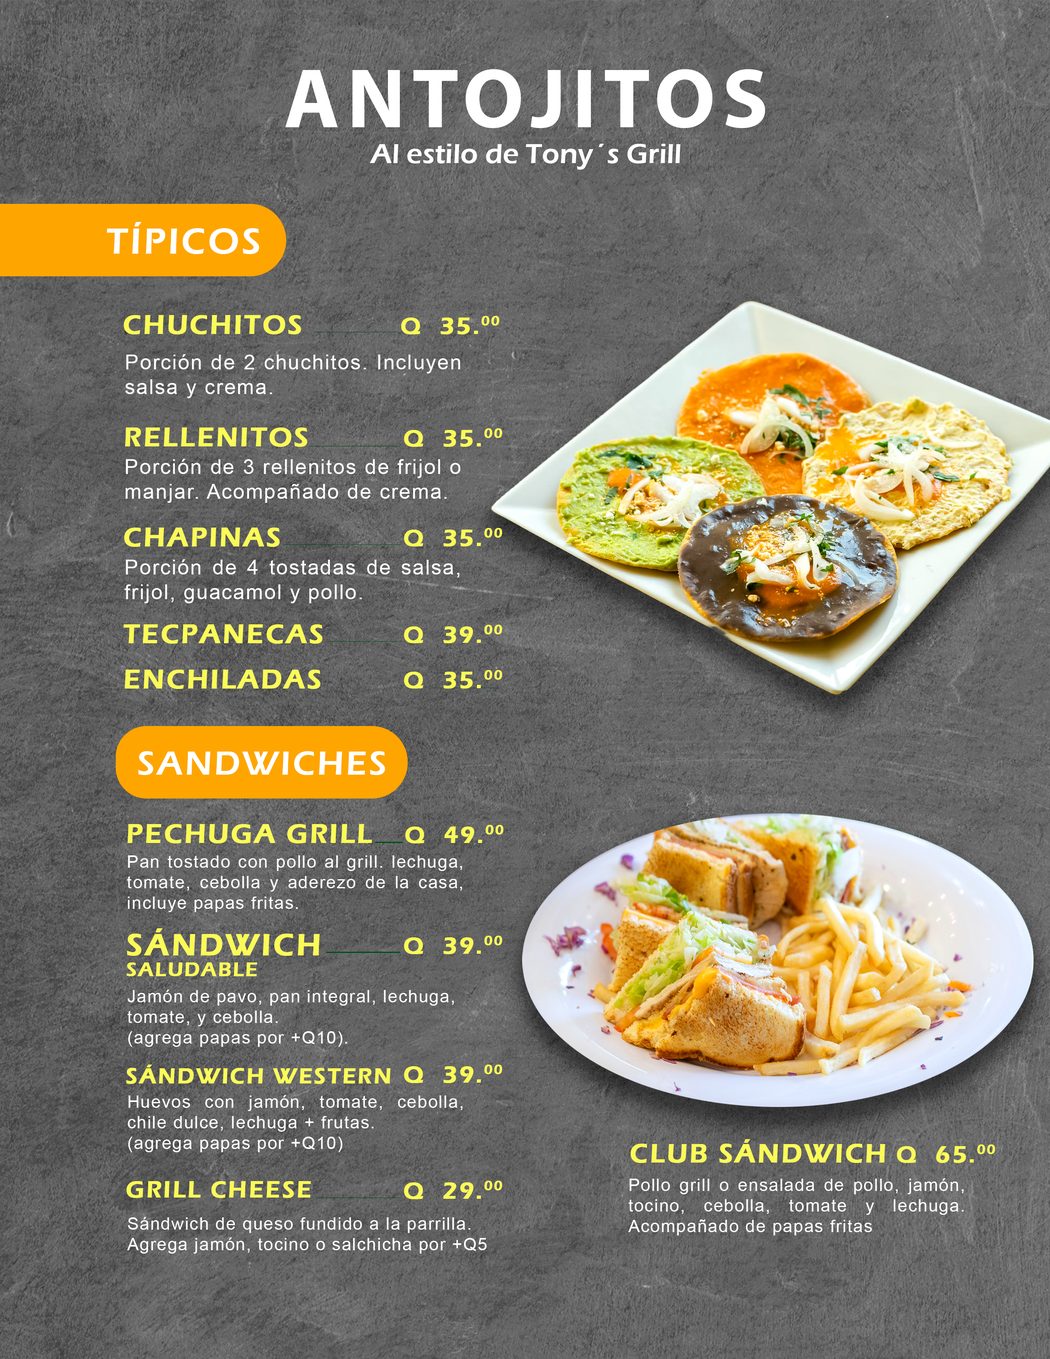 ANTOJITOS
Al estilo de Tony´s Grill
TÍPICOS
CHUCHITOS Q 35.00
Porción de 2 chuchitos. Incluyen
salsa y crema.
RELLENITOS Q 35.00
Porción de 3 rellenitos de frijol o
manjar. Acompañado de crema.
CHAPINAS Q 35.00
Porción de 4 tostadas de salsa,
frijol, guacamol y pollo.
TECPANECAS Q 39.00
ENCHILADAS Q 35.00
SANDWICHES
PECHUGA GRILL Q 49.00
Pan tostado con pollo al grill. lechuga,
tomate, cebolla y aderezo de la casa,
incluye papas fritas.
SÁNDWICH Q 39.00
SALUDABLE
Jamón de pavo, pan integral, lechuga,
tomate, y cebolla.
(agrega papas por +Q10).
SÁNDWICH WESTERN Q 39.00
Huevos con jamón, tomate, cebolla,
chile dulce, lechuga + frutas.
(agrega papas por +Q10)
GRILL CHEESE Q 29.00
Sándwich de queso fundido a la parrilla.
Agrega jamón, tocino o salchicha por +Q5
CLUB SÁNDWICH Q 65.00
Pollo grill o ensalada de pollo, jamón,
tocino, cebolla, tomate y lechuga.
Acompañado de papas fritas